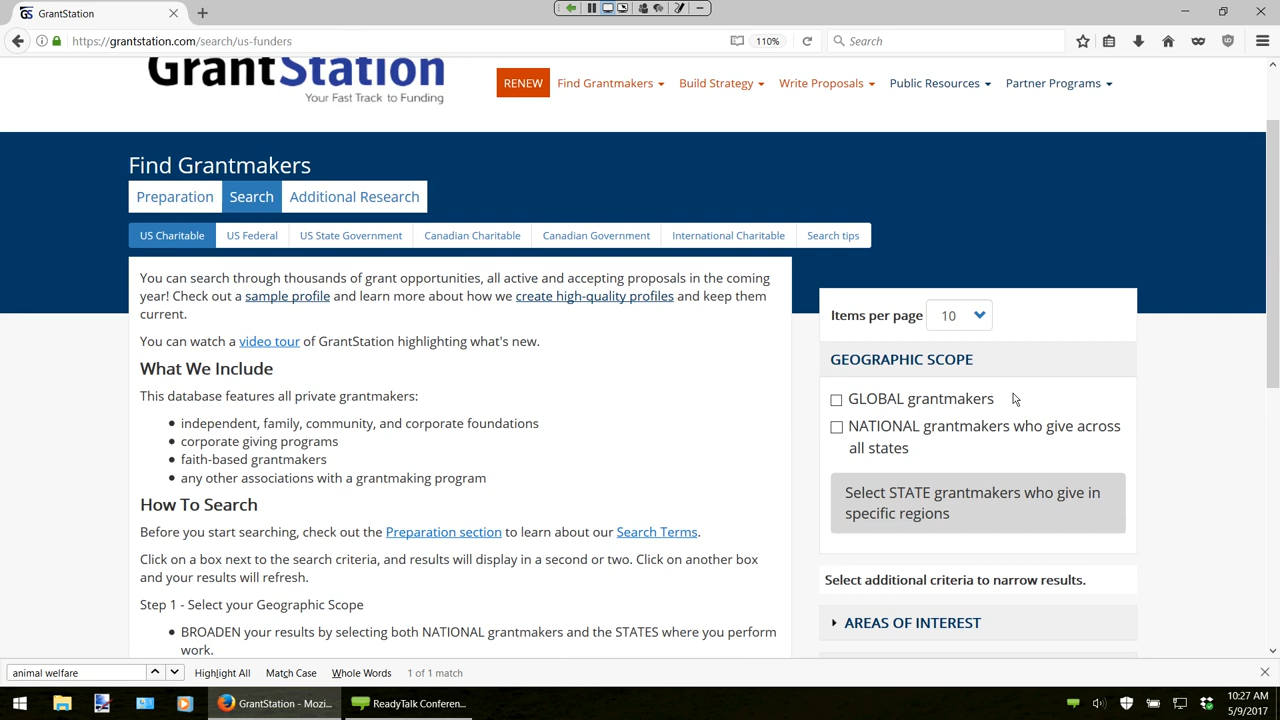 GrantStation
https://grantstation.com/search/us-funders
110%
Search
GrantStation
Your Fast Track to Funding
RENEW
Find Grantmakers
Build Strategy
Write Proposals
Public Resources
Partner Programs
Find Grantmakers
Preparation
Search
Additional Research
US Charitable
US Federal
US State Government
Canadian Charitable
Canadian Government
International Charitable
Search tips
You can search through thousands of grant opportunities, all active and accepting proposals in the coming
year! Check out a sample profile and learn more about how we create high-quality profiles and keep them
current.
You can watch a video tour of GrantStation highlighting what's new.
What We Include
This database features all private grantmakers:
independent, family, community, and corporate foundations
corporate giving programs
faith-based grantmakers
any other associations with a grantmaking program
How To Search
Before you start searching, check out the Preparation section to learn about our Search Terms.
Click on a box next to the search criteria, and results will display in a second or two. Click on another box
and your results will refresh.
Step 1 - Select your Geographic Scope
BROADEN your results by selecting both NATIONAL grantmakers and the STATES where you perform
work.
Items per page 10
GEOGRAPHIC SCOPE
GLOBAL grantmakers
NATIONAL grantmakers who give across
all states
Select STATE grantmakers who give in
specific regions
Select additional criteria to narrow results.
AREAS OF INTEREST
animal welfare
Highlight All
Match Case
Whole Words
1 of 1 match
GrantStation - Mozi...
ReadyTalk Conferen...
10:27 AM
5/9/2017